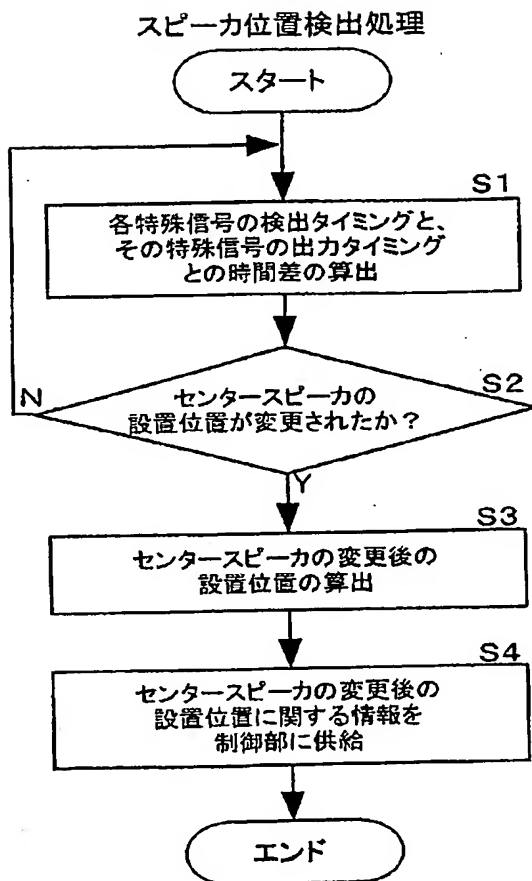 スピーカ位置検出処理
スタート
S1
各特殊信号の検出タイミングと、
その特殊信号の出力タイミング
との時間差の算出
S2
N
センタースピーカの
設置位置が変更されたか?
Y
S3
センタースピーカの変更後の
設置位置の算出
S4
センタースピーカの変更後の
設置位置に関する情報を
制御部に供給
エンド